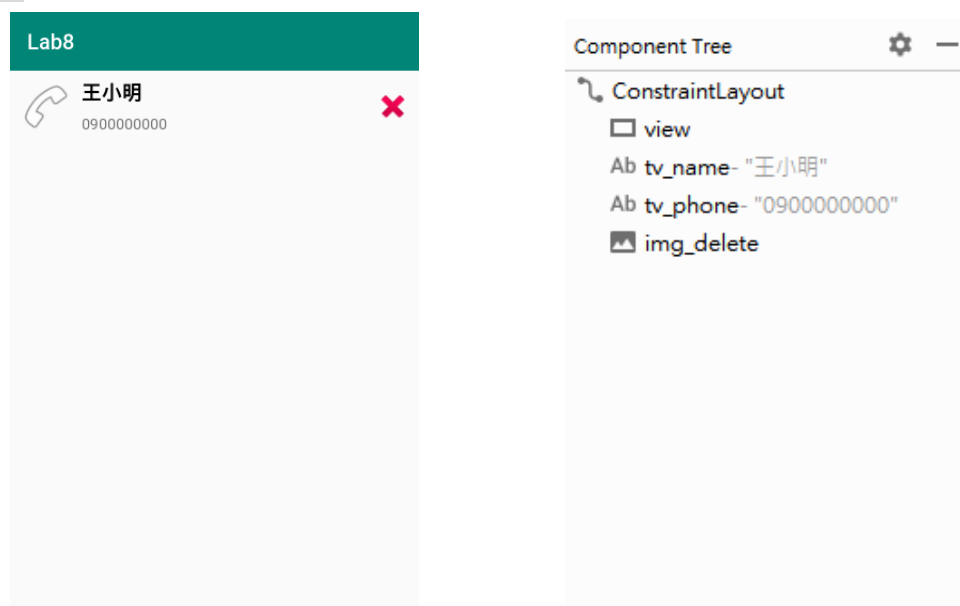 Lab8
王小明
0900000000
Component Tree
ConstraintLayout
view
Ab tv_name- "王小明"
Ab tv_phone- "0900000000"
img_delete